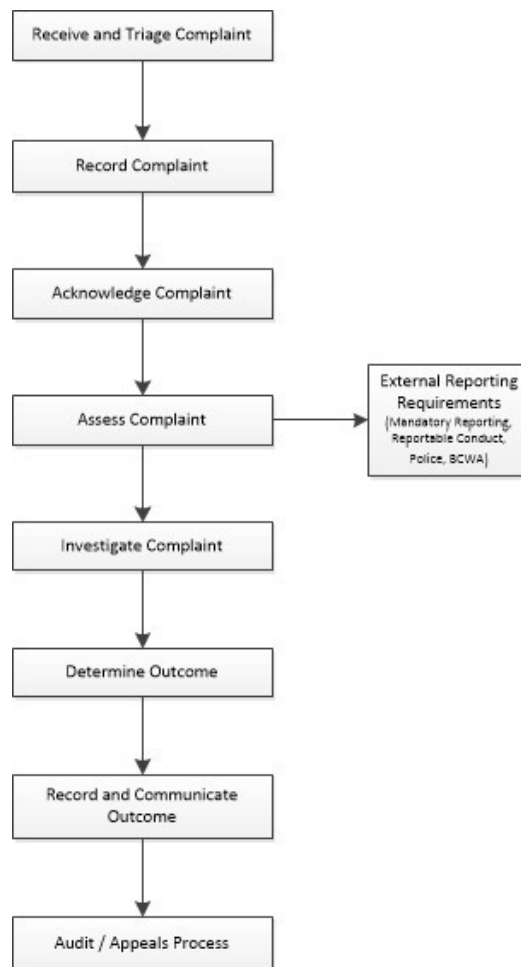 Receive and Triage Complaint
Record Complaint
Acknowledge Complaint
Assess Complaint
External Reporting
Requirements
(Mandatory Reporting,
Reportable Conduct,
Police, BCWA)
Investigate Complaint
Determine Outcome
Record and Communicate
Outcome
Audit / Appeals Process